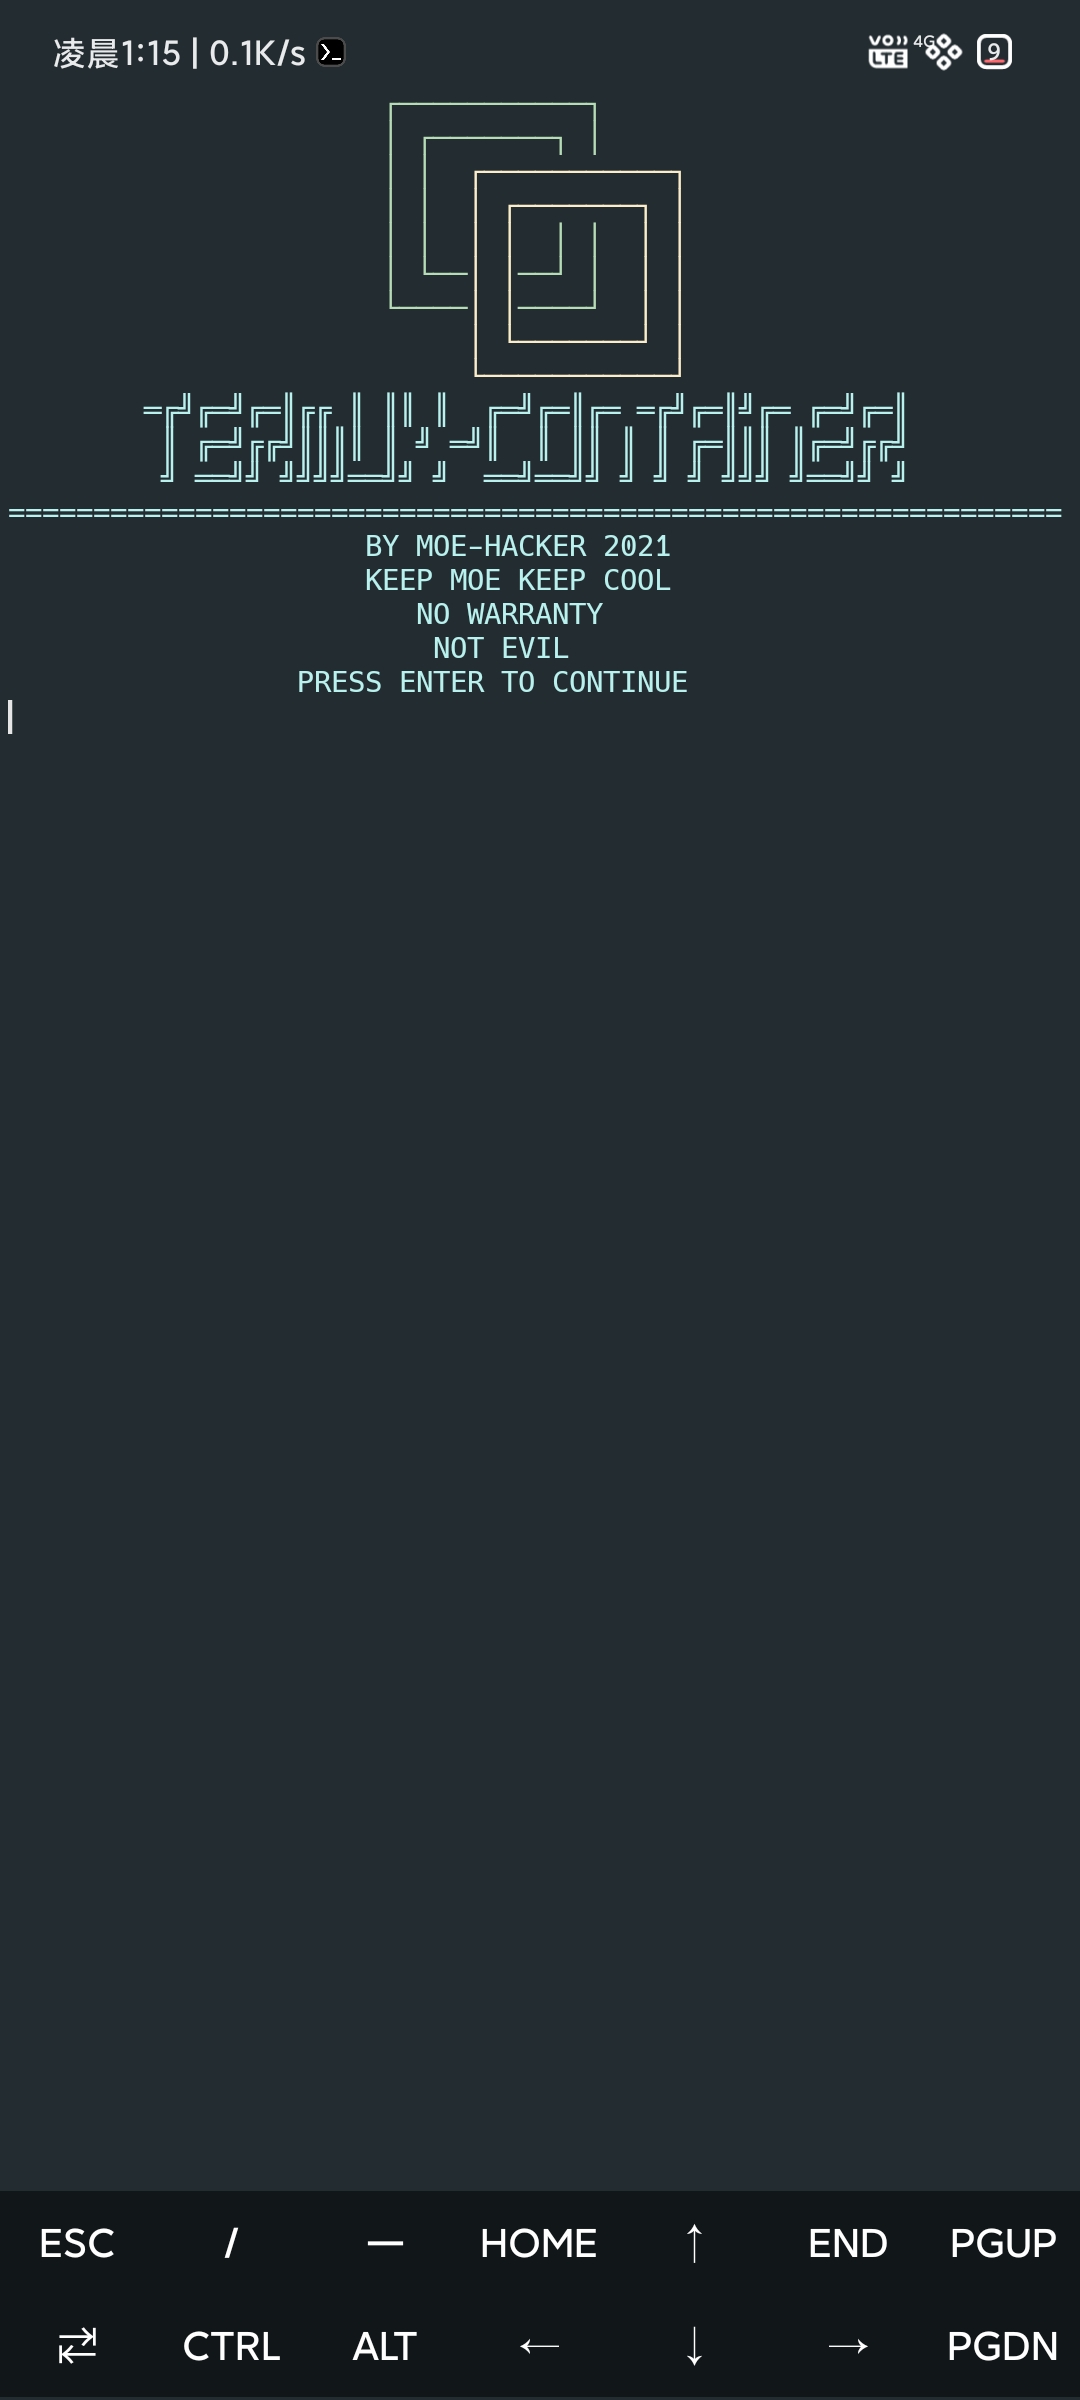 凌晨1:15 | 0.1K/s
VO LTE 4G 9
TERMUX-CONTAINER
==============================================================
BY MOE-HACKER 2021
KEEP MOE KEEP COOL
NO WARRANTY
NOT EVIL
PRESS ENTER TO CONTINUE
ESC / — HOME ↑ END PGUP
⇄ CTRL ALT ← ↓ → PGDN